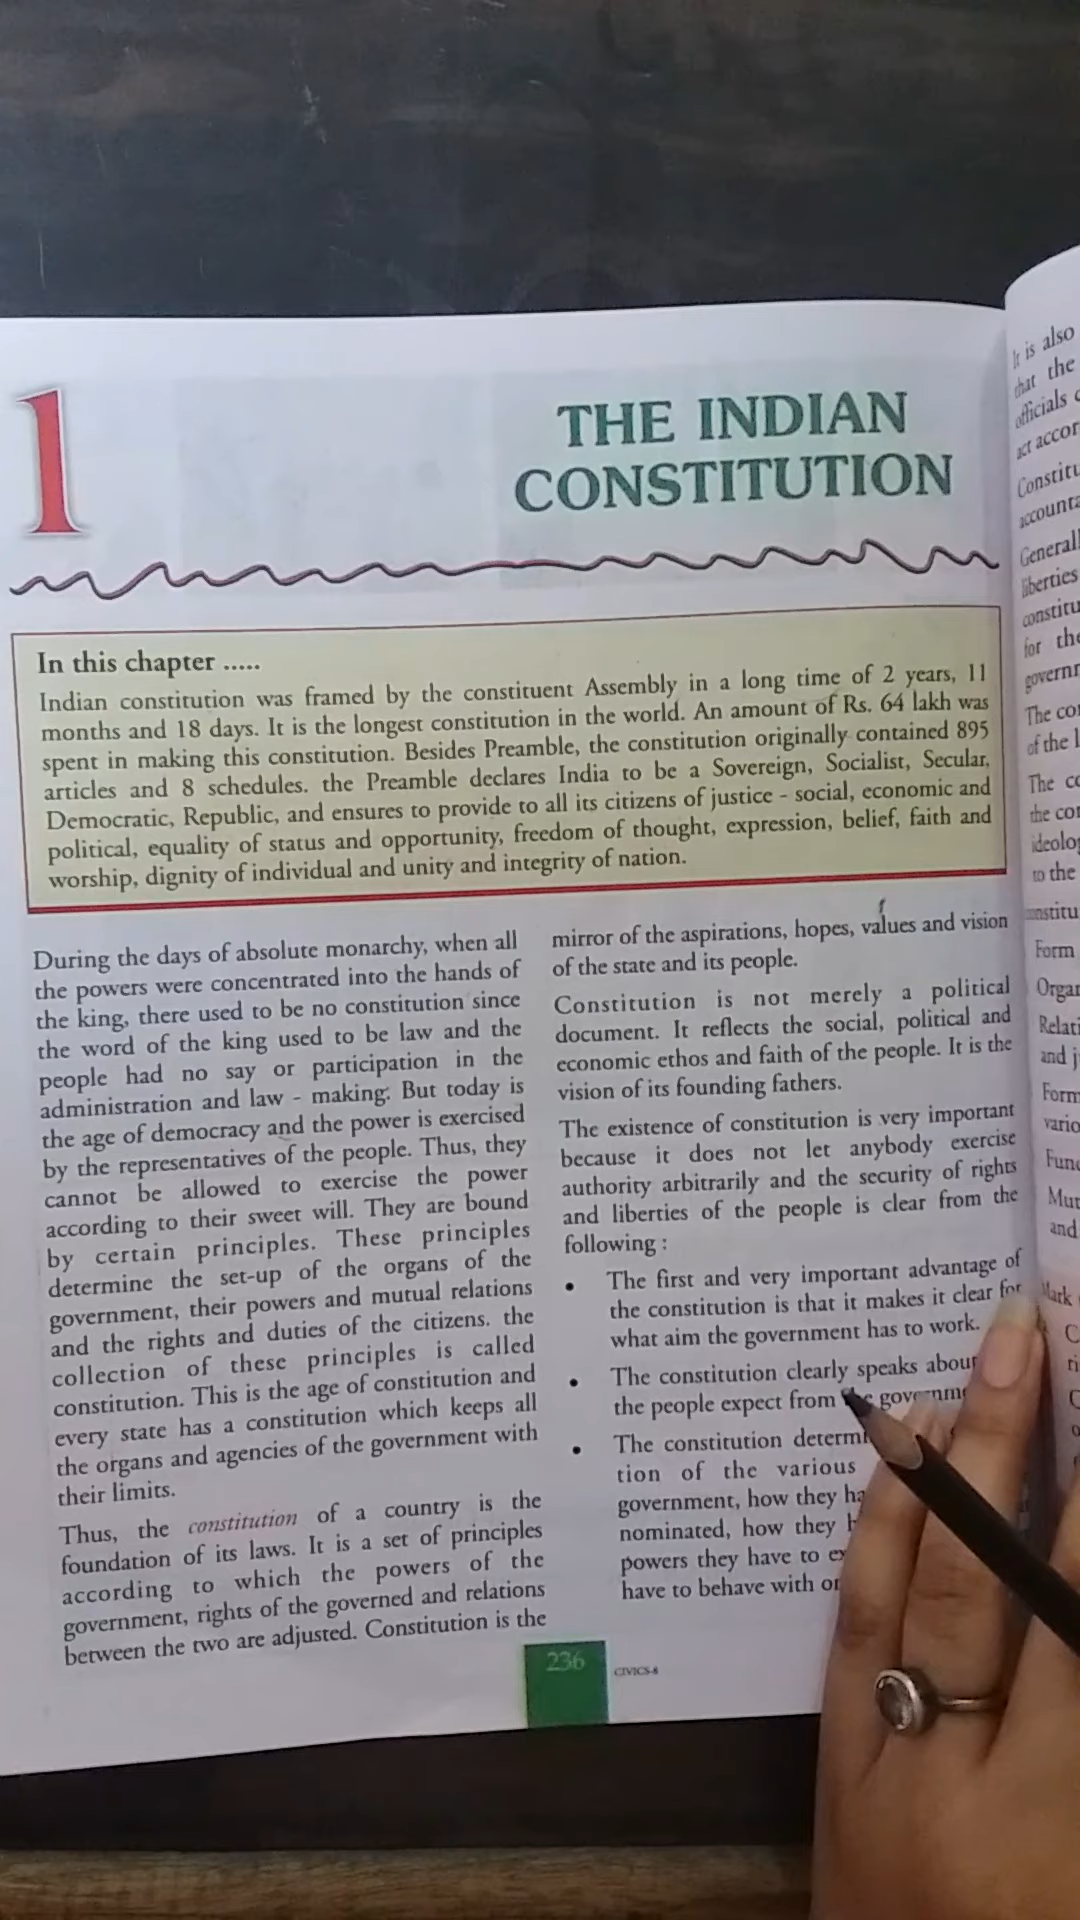 1
THE INDIAN
CONSTITUTION
In this chapter .....
Indian constitution was framed by the constituent Assembly in a long time of 2 years, 11
months and 18 days. It is the longest constitution in the world. An amount of Rs. 64 lakh was
spent in making this constitution. Besides Preamble, the constitution originally contained 895
articles and 8 schedules. the Preamble declares India to be a Sovereign, Socialist, Secular,
Democratic, Republic, and ensures to provide to all its citizens of justice - social, economic and
political, equality of status and opportunity, freedom of thought, expression, belief, faith and
worship, dignity of individual and unity and integrity of nation.
During the days of absolute monarchy, when all
the powers were concentrated into the hands of
the king, there used to be no constitution since
the word of the king used to be law and the
people had no say or participation in the
administration and law - making. But today is
the age of democracy and the power is exercised
by the representatives of the people. Thus, they
cannot be allowed to exercise the power
according to their sweet will. They are bound
by certain principles. These principles
determine the set-up of the organs of the
government, their powers and mutual relations
and the rights and duties of the citizens. the
collection of these principles is called
constitution. This is the age of constitution and
every state has a constitution which keeps all
the organs and agencies of the government with
their limits.
Thus, the constitution of a country is the
foundation of its laws. It is a set of principles
according to which the powers of the
government, rights of the governed and relations
between the two are adjusted. Constitution is the
mirror of the aspirations, hopes, values and vision
of the state and its people.
Constitution is not merely a political
document. It reflects the social, political and
economic ethos and faith of the people. It is the
vision of its founding fathers.
The existence of constitution is very important
because it does not let anybody exercise
authority arbitrarily and the security of rights
and liberties of the people is clear from the
following :
• The first and very important advantage of
the constitution is that it makes it clear for
what aim the government has to work.
• The constitution clearly speaks about
the people expect from the
• The constitution
tion of the various
government, how they
nominated, how they
powers they have to
have to behave with
236
CIVICS-8
It is also
that the
officials
act
for the
The
of the
The
the
to the
Form
and